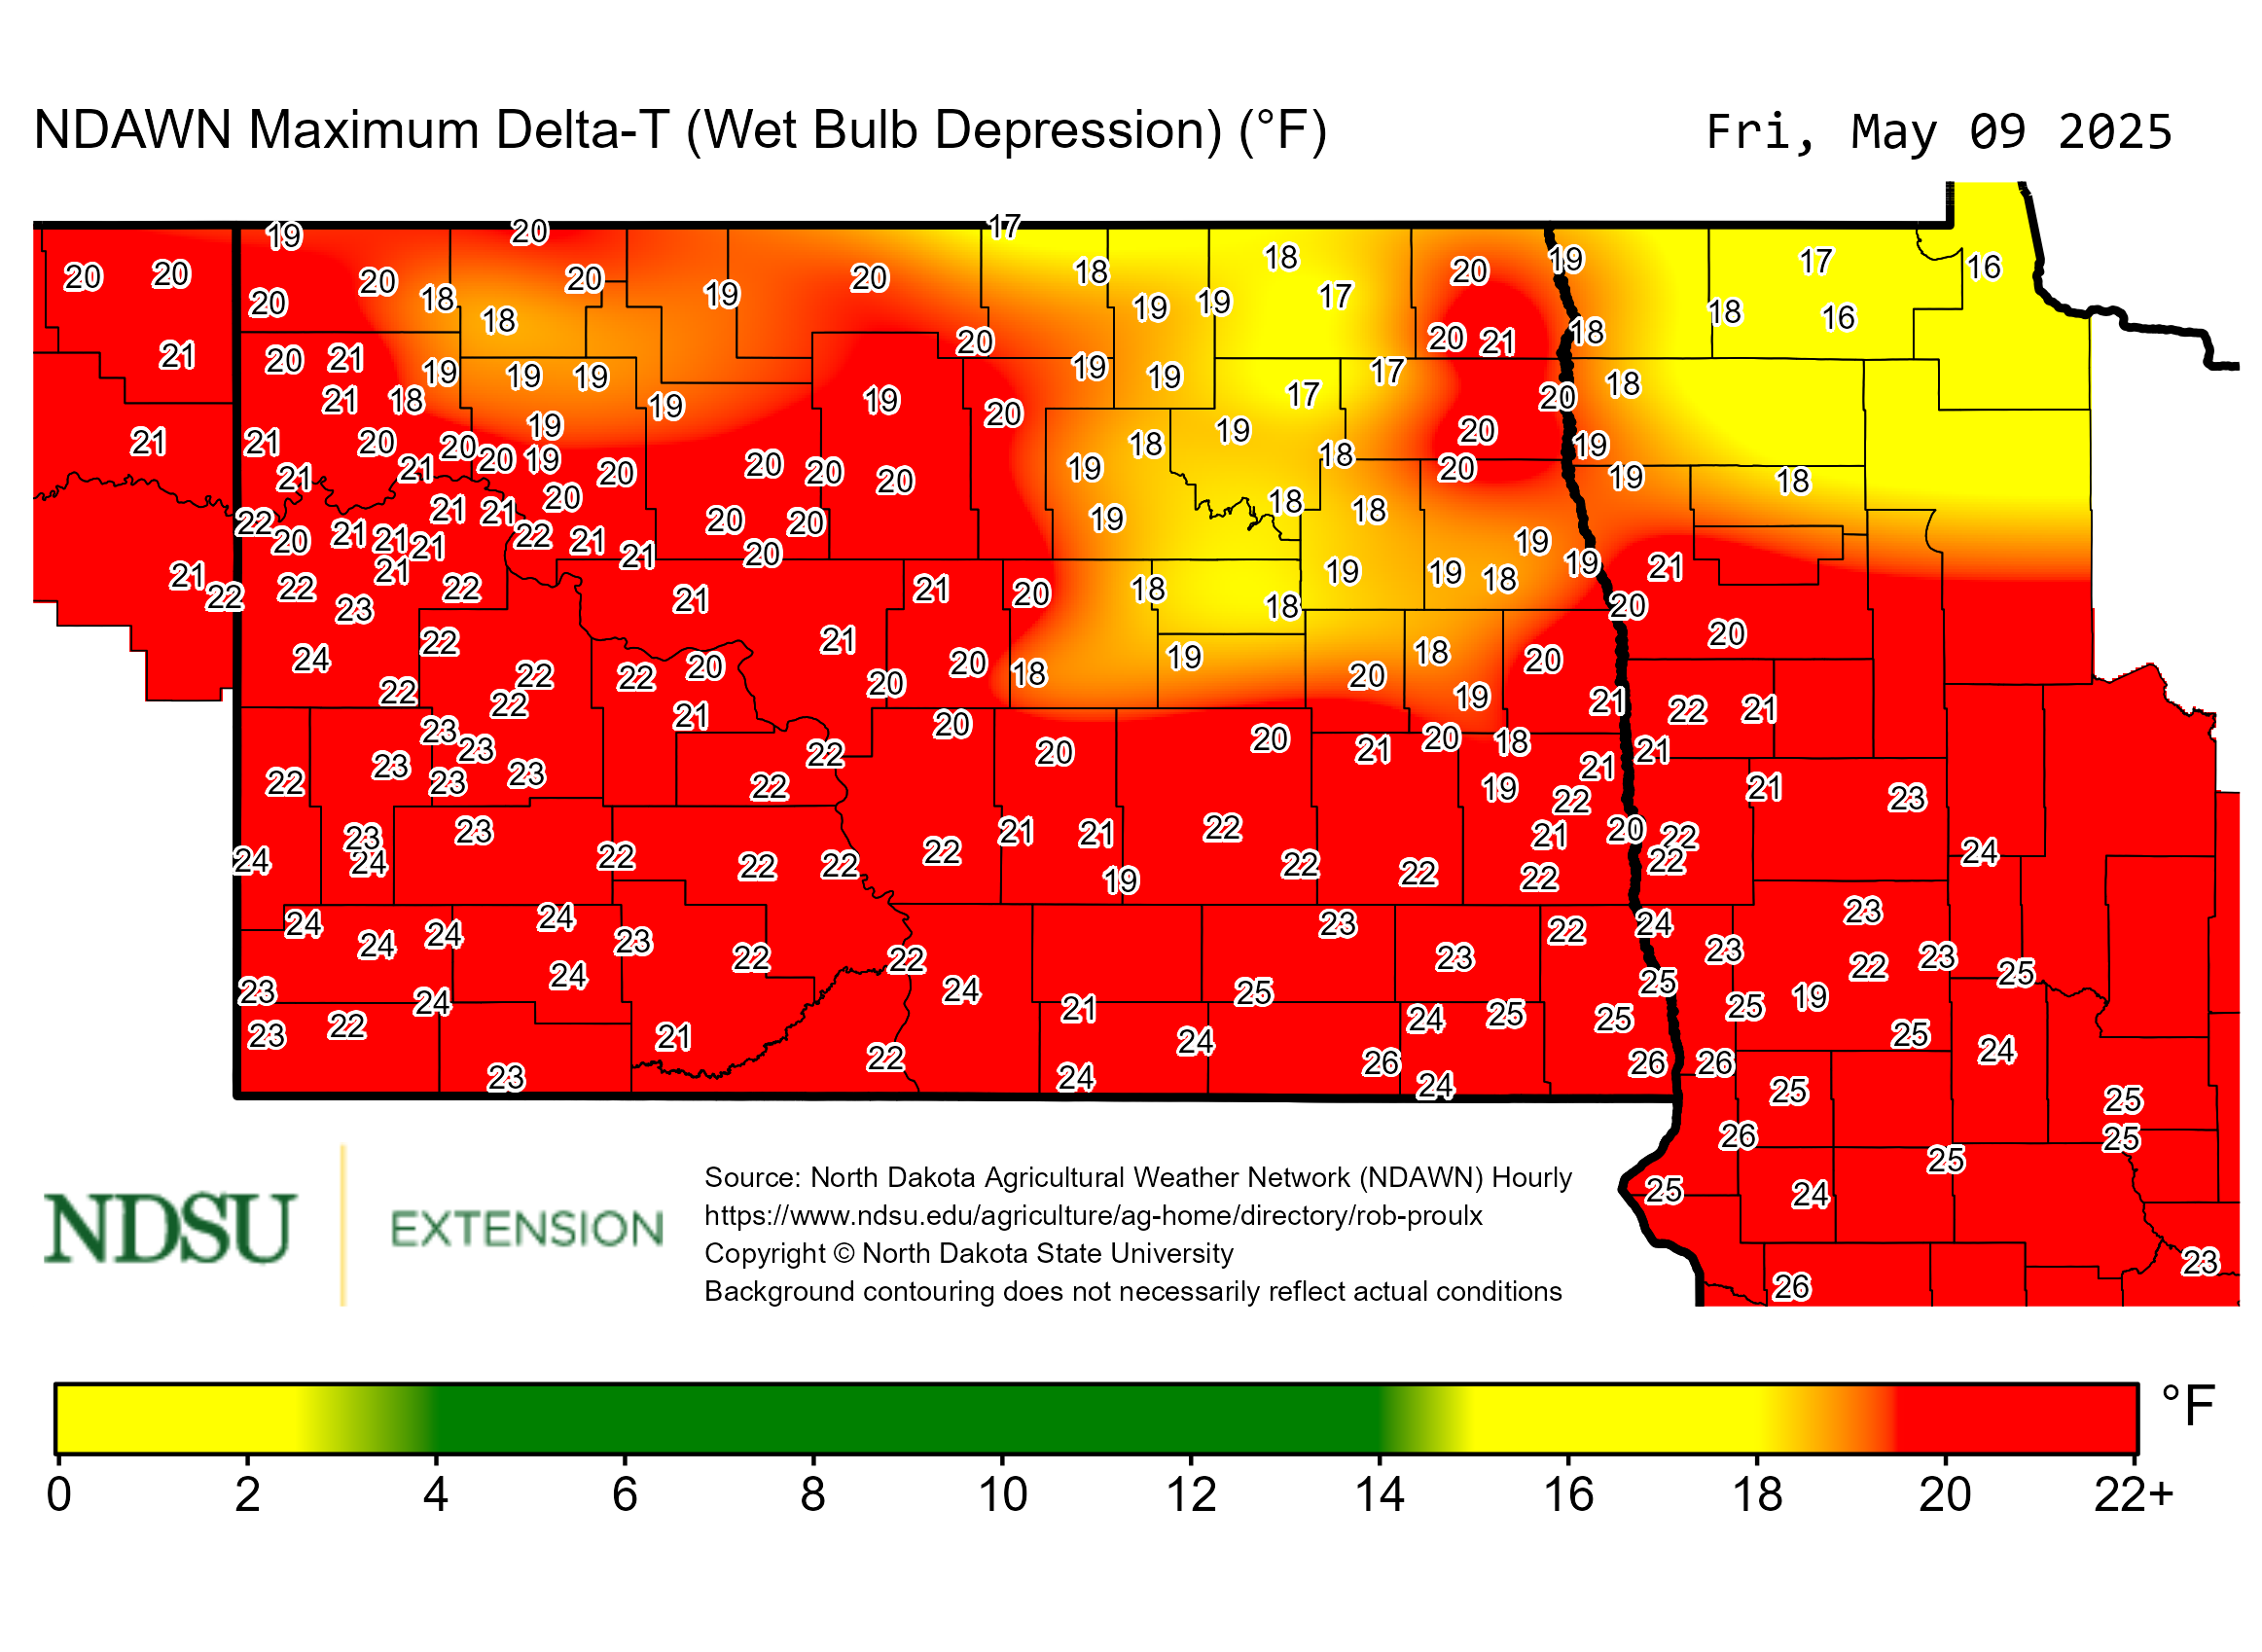 NDAWN Maximum Delta-T (Wet Bulb Depression) (°F) Fri, May 09 2025
19 20 17
20 20 20 18 20 19 20 18 18 17 20 19 17 16
20 18 19 19 18 16
21 20 21 19 19 19 20 19 19 20 21 18
21 18 19 19 20 17 17 20 18
21 21 20 20 19 18 19 20 19
21 21 20 19 20 20 20 20 19 18 20 19 18
22 20 21 21 21 21 21 20 22 21 21 20 20 20 19 18 18 19 19
21 22 22 21 23 22 21 21 20 18 18 19 19 18 21 20
24 22 22 22 22 20 21 20 18 19 20 18 20 20
22 22 21 20 19 21 22 21
23 23 23 23 23 22 22 20 20 20 21 20 18 21 21
22 22 19 22 21 23
24 23 24 23 22 22 22 22 21 21 22 22 22 21 20 22 22 24
19 22
24 24 24 24 23 22 22 23 23 22 24 23 23 22 23
23 24 24 24 25 25 25 19 25
23 22 21 22 21 24 24 25 25 25 24
23 24 26 24 26 26 25 25
26 25
25 24 25
26 23
NDSU EXTENSION
Source: North Dakota Agricultural Weather Network (NDAWN) Hourly
https://www.ndsu.edu/agriculture/ag-home/directory/rob-proulx
Copyright © North Dakota State University
Background contouring does not necessarily reflect actual conditions
°F
0 2 4 6 8 10 12 14 16 18 20 22+